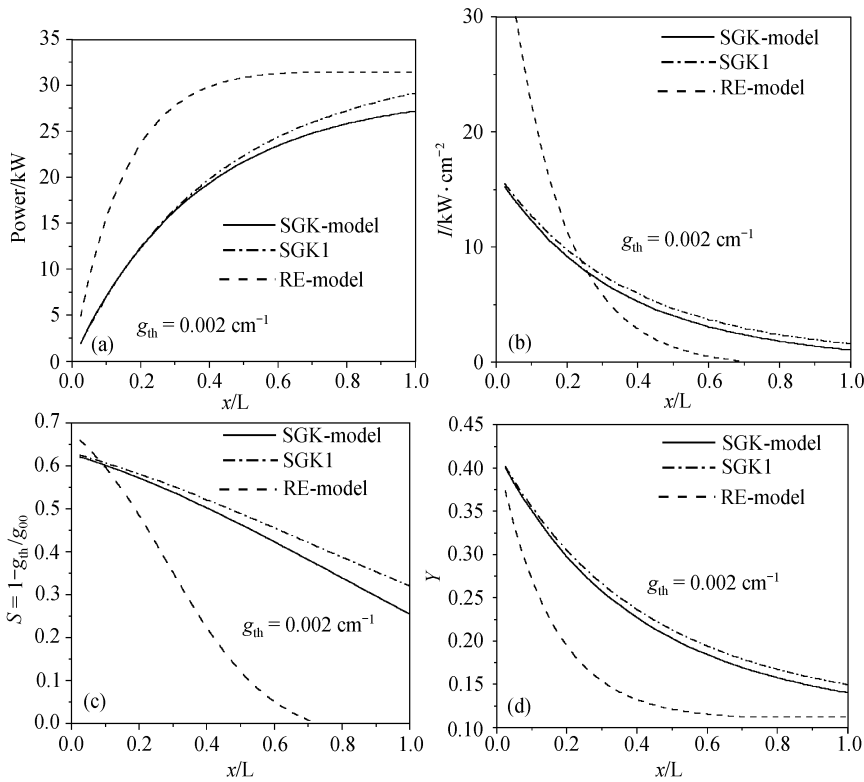 35
30
25
20
15
10
5
0
Power/kW
SGK-model
SGK1
RE-model
g_th = 0.002 cm⁻¹
(a)
0.0 0.2 0.4 0.6 0.8 1.0
x/L
30
20
10
0
I/kW·cm⁻²
SGK-model
SGK1
RE-model
g_th = 0.002 cm⁻¹
(b)
0.0 0.2 0.4 0.6 0.8 1.0
x/L
0.7
0.6
0.5
0.4
0.3
0.2
0.1
0.0
S = 1−g_th/g_00
SGK-model
SGK1
RE-model
g_th = 0.002 cm⁻¹
(c)
0.0 0.2 0.4 0.6 0.8 1.0
x/L
0.45
0.40
0.35
0.30
0.25
0.20
0.15
0.10
Y
SGK-model
SGK1
RE-model
g_th = 0.002 cm⁻¹
(d)
0.0 0.2 0.4 0.6 0.8 1.0
x/L